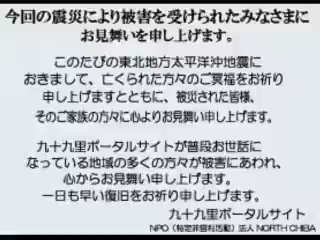 今回の震災により被害を受けられたみなさまに
お見舞いを申し上げます。
このたびの東北地方太平洋沖地震に
おきまして、亡くられた方々のご冥福をお祈り
申し上げますとともに、被災された皆様、
そのご家族の方々に心よりお見舞い申し上げます。
九十九里ポータルサイトが普段お世話に
なっている地域の多くの方々が被害にあわれ、
心からお見舞い申し上げます。
一日も早い復旧をお祈り申し上げます。
九十九里ポータルサイト
NPO（特定非営利活動）法人 NORTH CHIBA